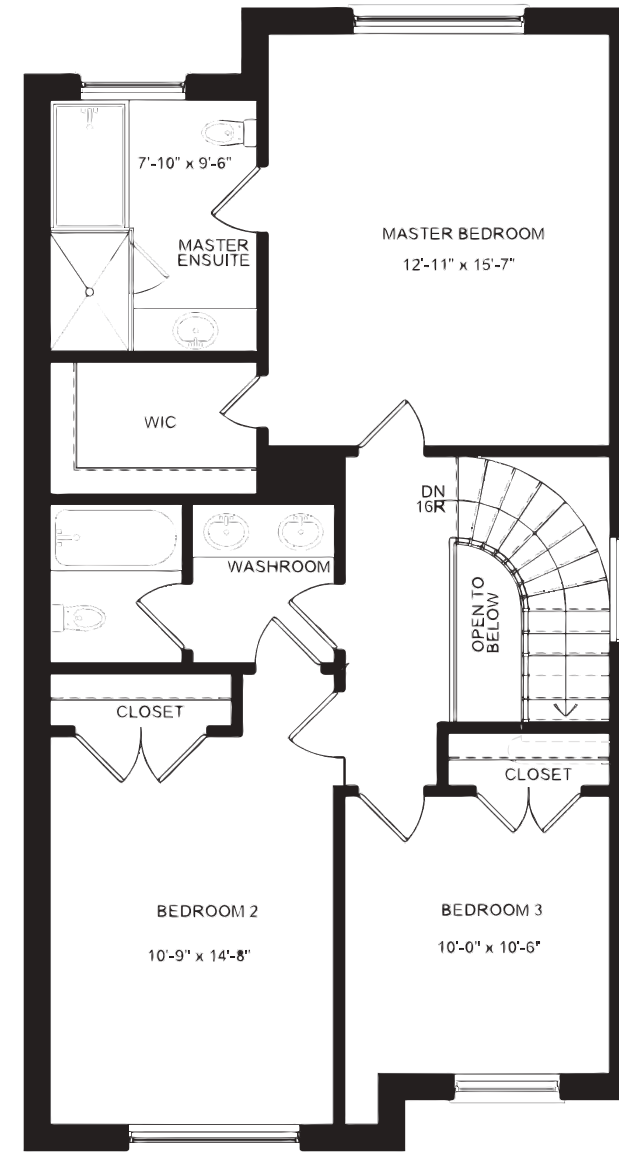 7'-10" x 9'-6"
MASTER
ENSUITE
MASTER BEDROOM
12'-11" x 15'-7"
WIC
DN
16R
WASHROOM
OPEN TO
BELOW
CLOSET
CLOSET
BEDROOM 2
10'-9" x 14'-8"
BEDROOM 3
10'-0" x 10'-6"